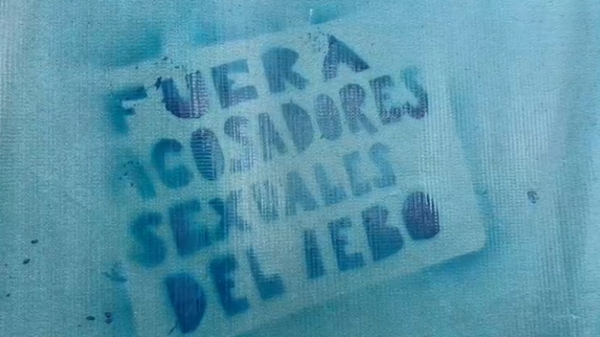 FUERA
ACOSADORES
SEXUALES
DEL IEBO